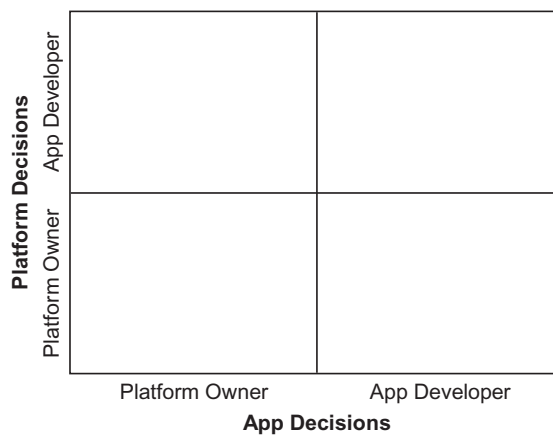 Platform Decisions
App Developer
Platform Owner
Platform Owner
App Developer
App Decisions